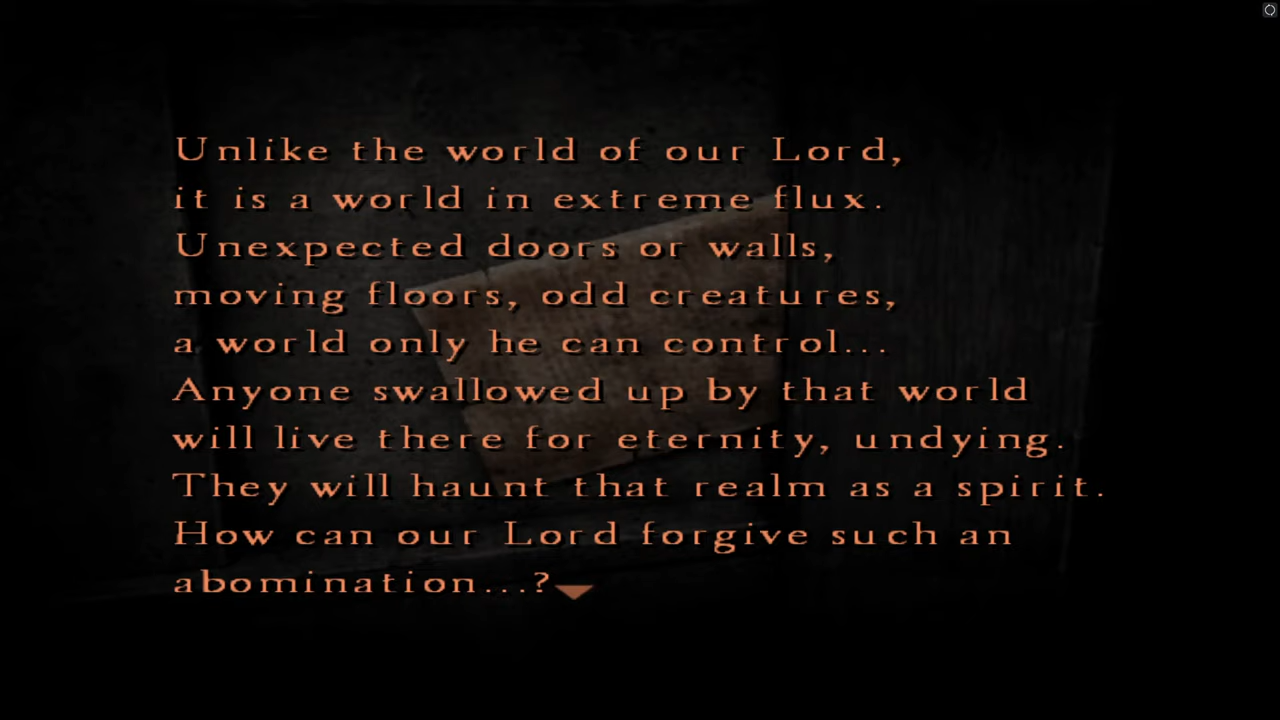 Unlike the world of our Lord,
it is a world in extreme flux.
Unexpected doors or walls,
moving floors, odd creatures,
a world only he can control...
Anyone swallowed up by that world
will live there for eternity, undying.
They will haunt that realm as a spirit.
How can our Lord forgive such an
abomination...?